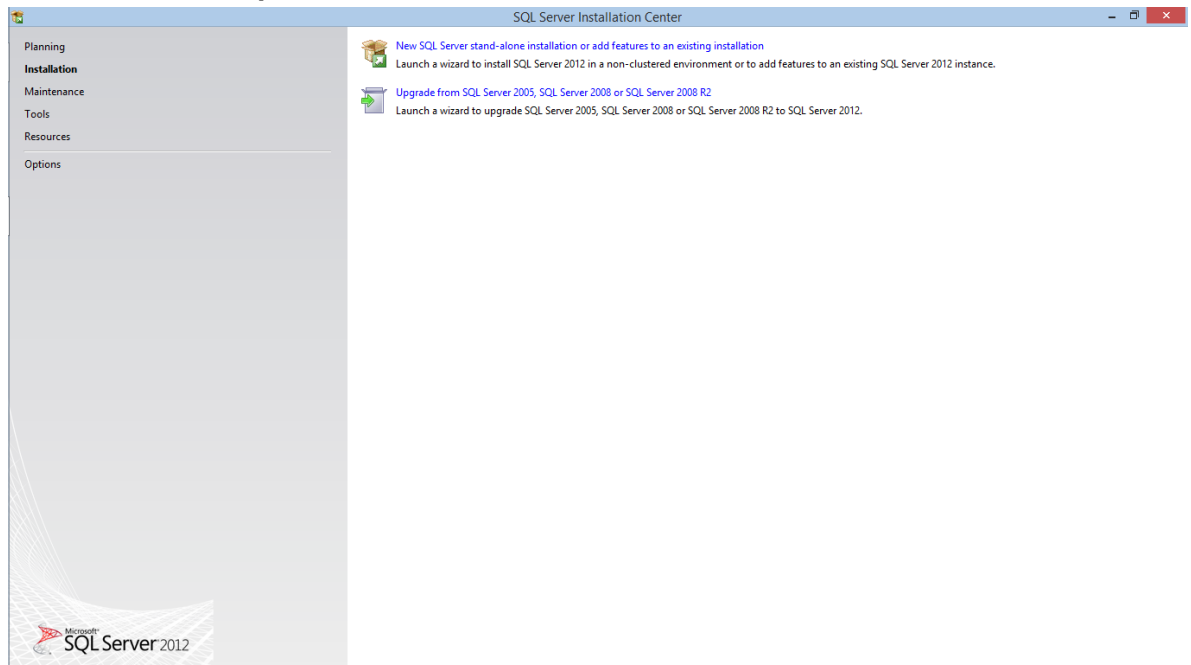 SQL Server Installation Center
Planning
Installation
Maintenance
Tools
Resources
Options
New SQL Server stand-alone installation or add features to an existing installation
Launch a wizard to install SQL Server 2012 in a non-clustered environment or to add features to an existing SQL Server 2012 instance.
Upgrade from SQL Server 2005, SQL Server 2008 or SQL Server 2008 R2
Launch a wizard to upgrade SQL Server 2005, SQL Server 2008 or SQL Server 2008 R2 to SQL Server 2012.
Microsoft®
SQL Server 2012